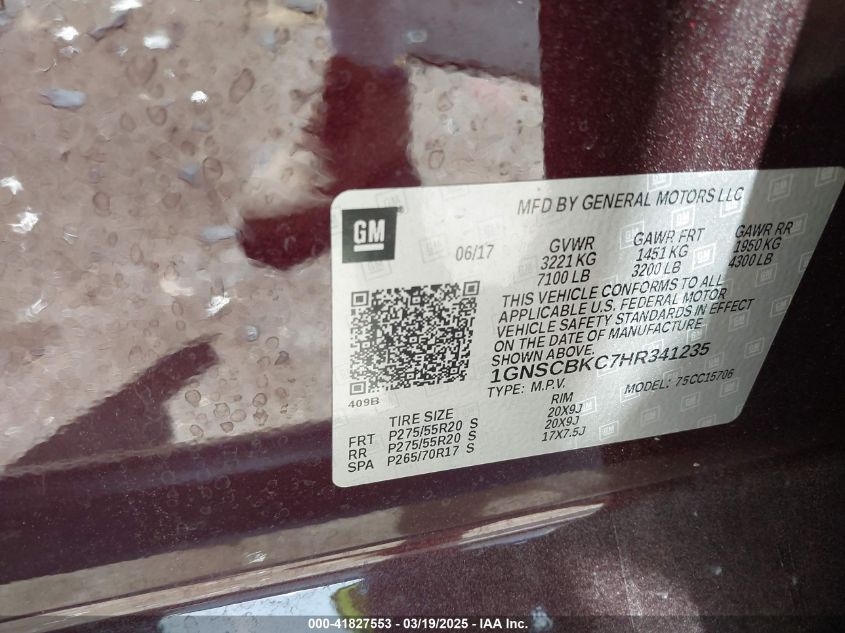 MFD BY GENERAL MOTORS LLC
GM
06/17
GVWR GAWR FRT GAWR RR
3221 KG 1451 KG 1950 KG
7100 LB 3200 LB 4300 LB
THIS VEHICLE CONFORMS TO ALL
APPLICABLE U.S. FEDERAL MOTOR
VEHICLE SAFETY STANDARDS IN EFFECT
ON THE DATE OF MANUFACTURE
SHOWN ABOVE.
1GNSCBKC7HR341235
TYPE: M.P.V. MODEL: 75CC15706
409B
TIRE SIZE RIM
FRT P275/55R20 S 20X9J
RR P275/55R20 S 20X9J
SPA P265/70R17 S 17X7.5J
000-41827553 — 03/19/2025 — IAA Inc.